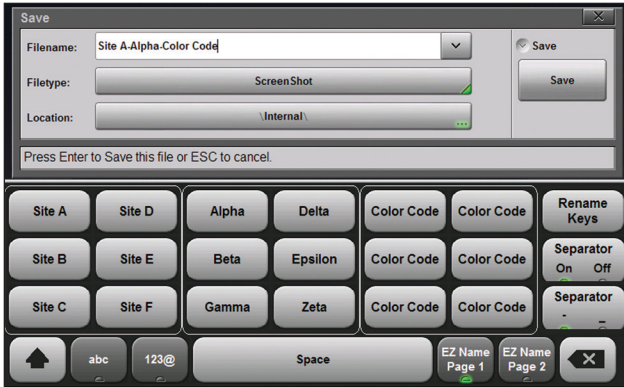 Save
Filename: Site A-Alpha-Color Code
Save
Filetype: ScreenShot
Save
Location: \Internal\
Press Enter to Save this file or ESC to cancel.
Site A Site D Alpha Delta Color Code Color Code Rename Keys
Site B Site E Beta Epsilon Color Code Color Code Separator On Off
Site C Site F Gamma Zeta Color Code Color Code Separator - _
abc 123@ Space EZ Name Page 1 EZ Name Page 2